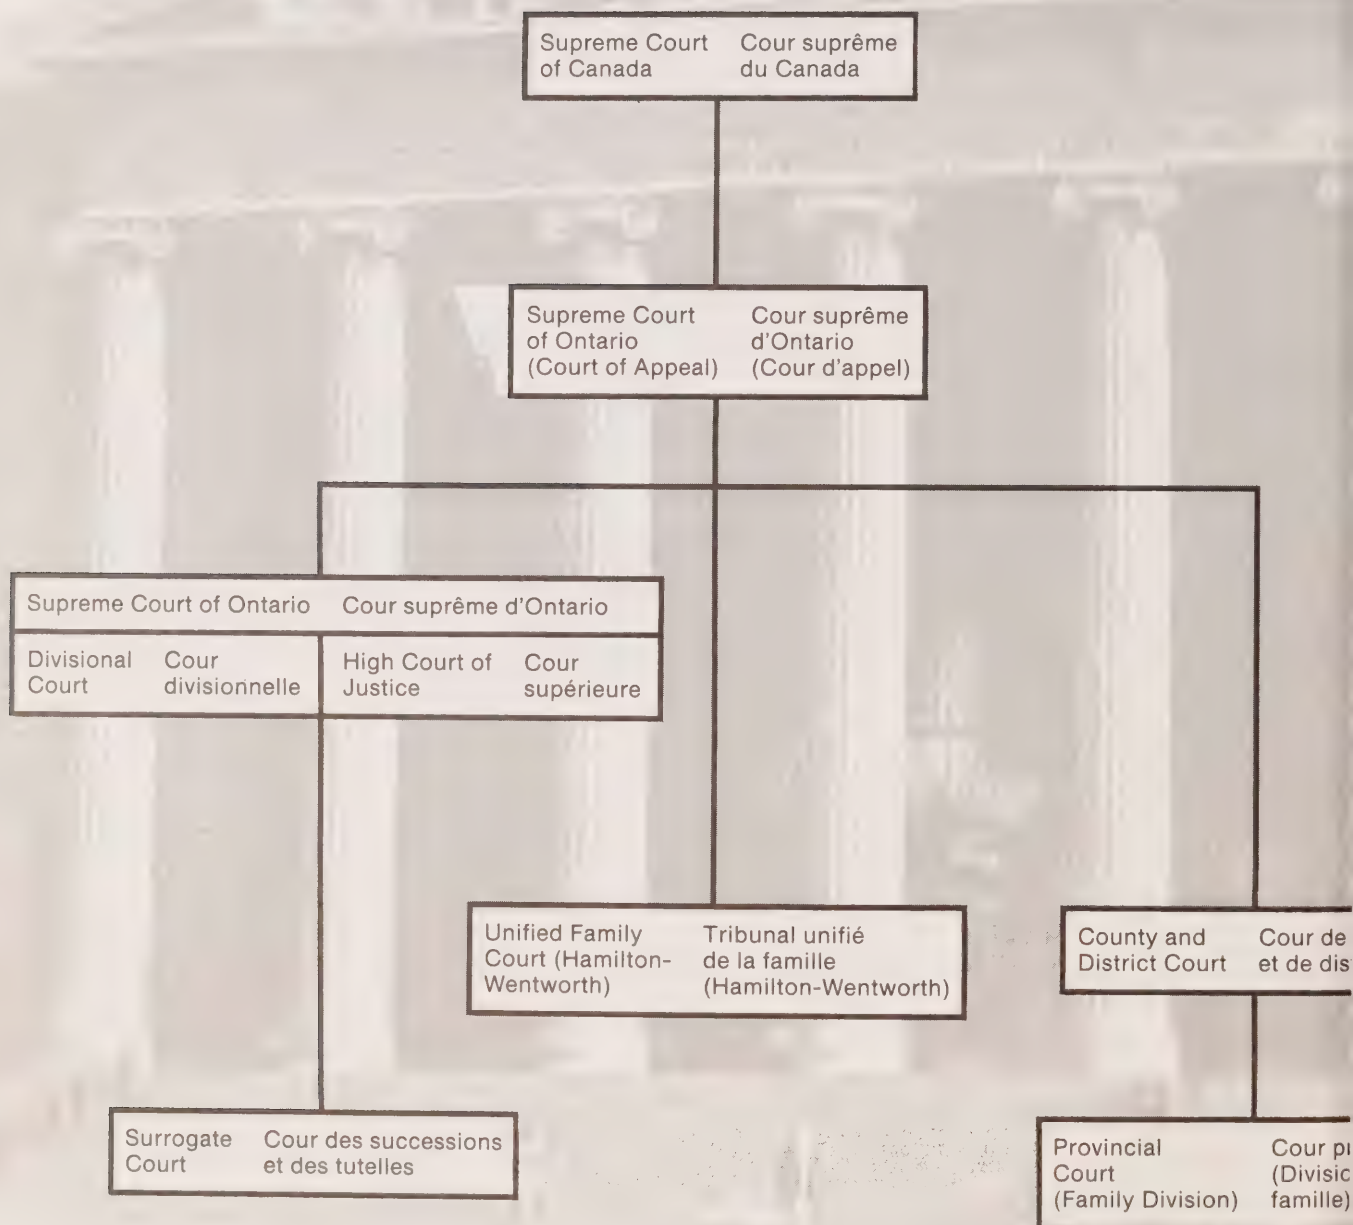 Supreme Court
of Canada
Cour suprême
du Canada
Supreme Court
of Ontario
(Court of Appeal)
Cour suprême
d'Ontario
(Cour d'appel)
Supreme Court of Ontario
Cour suprême d'Ontario
Divisional
Court
Cour
divisionnelle
High Court of
Justice
Cour
supérieure
Unified Family
Court (Hamilton-
Wentworth)
Tribunal unifié
de la famille
(Hamilton-Wentworth)
County and
District Court
Cour de
et de
Surrogate
Court
Cour des successions
et des tutelles
Provincial
Court
(Family Division)
Cour
famille)